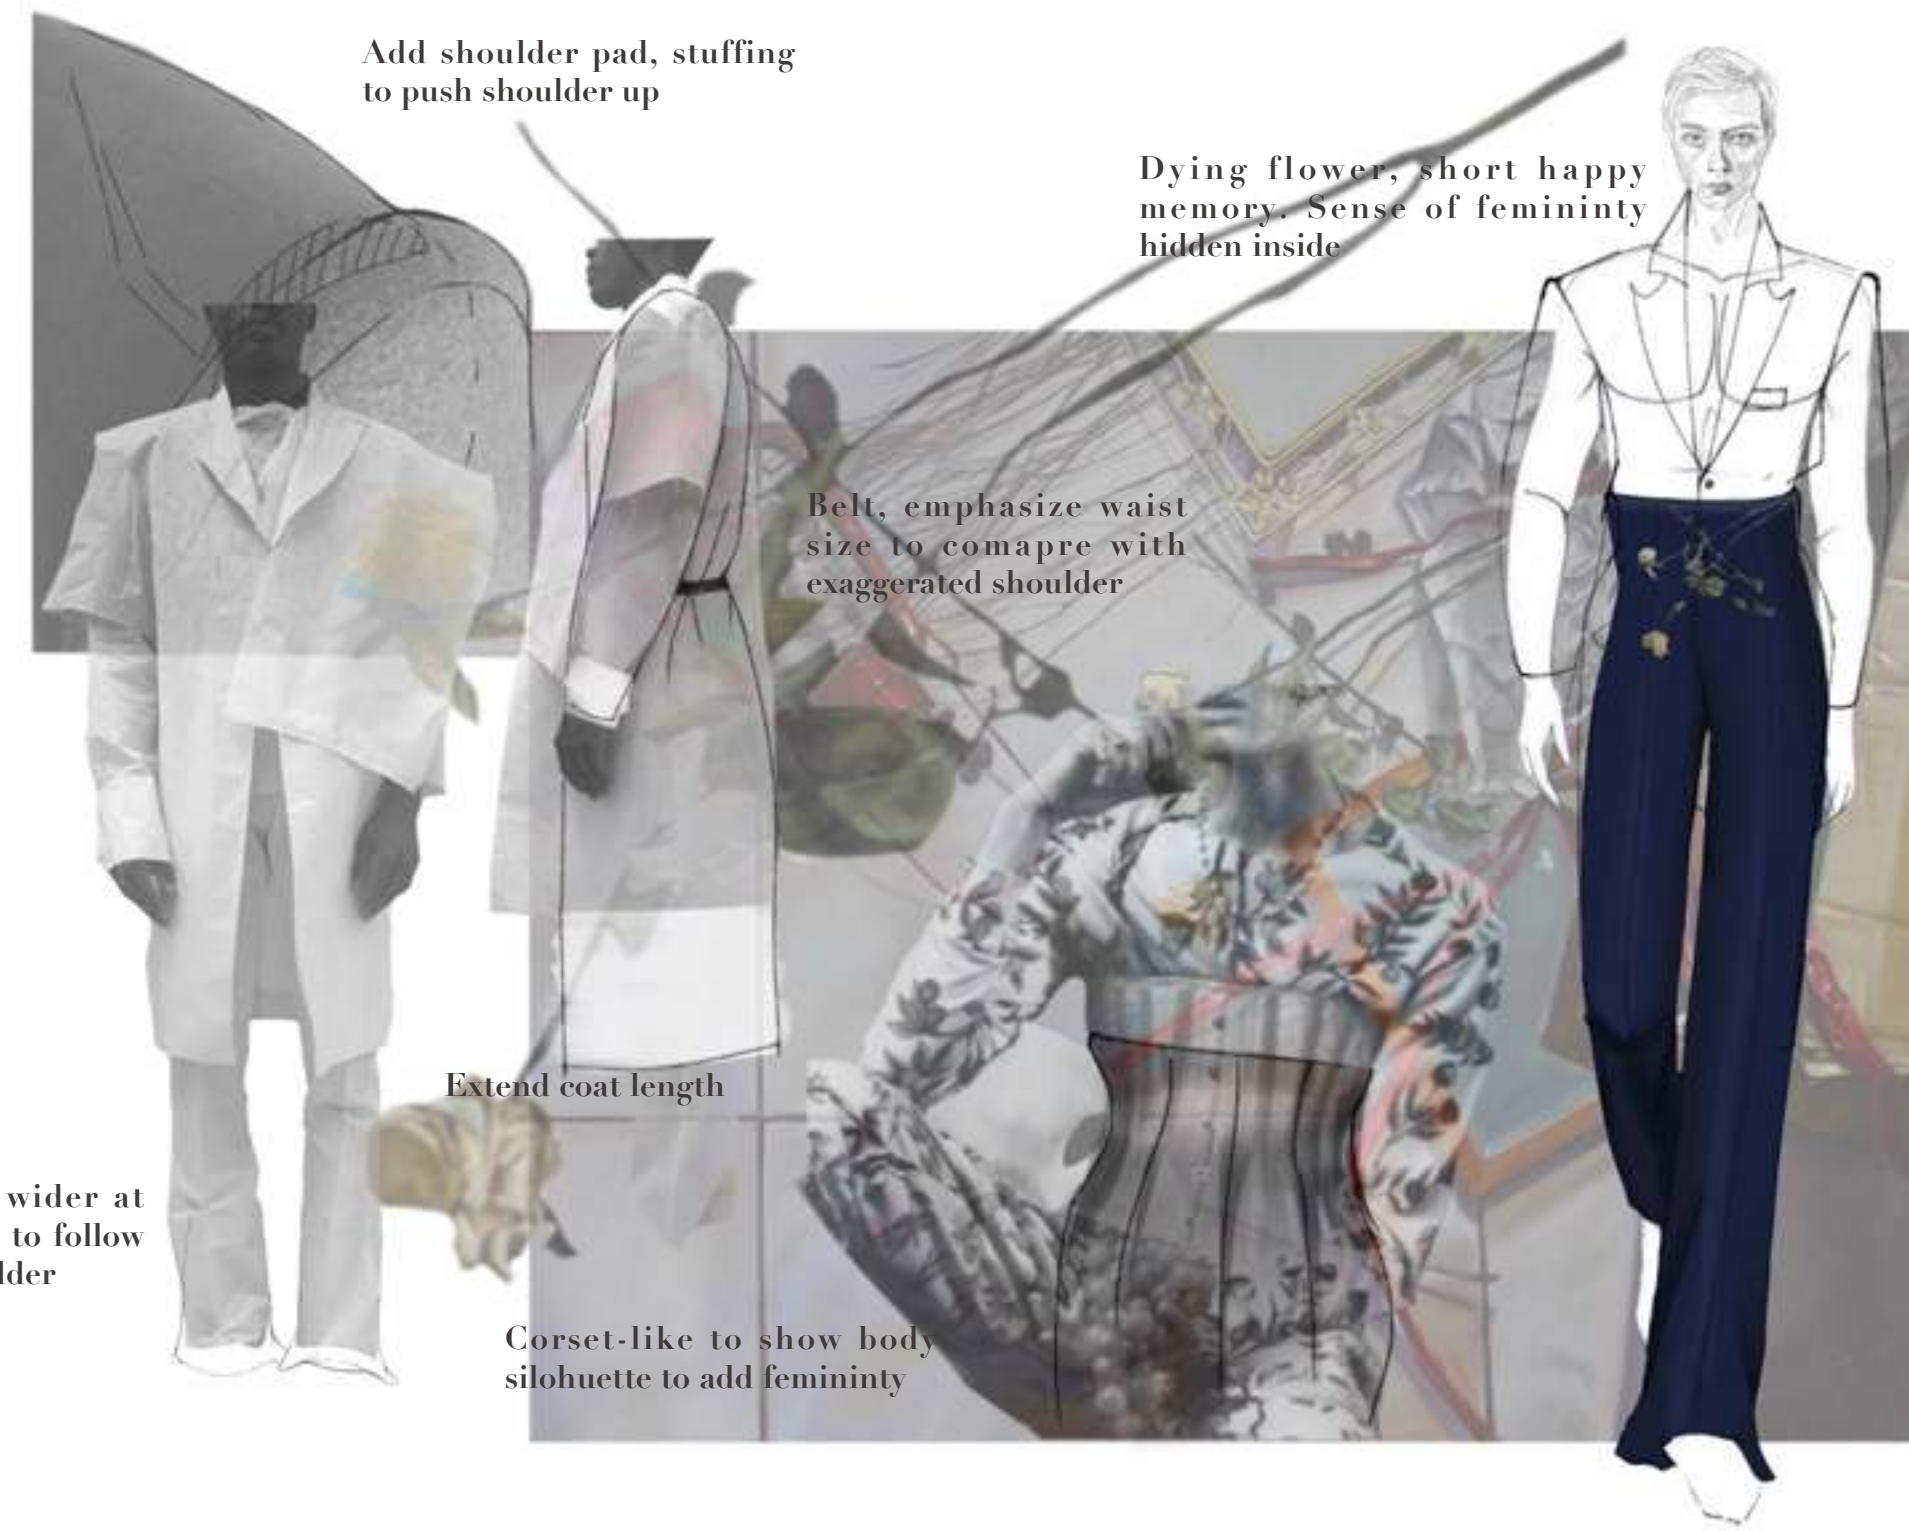 Add shoulder pad, stuffing
to push shoulder up
Dying flower, short happy
memory. Sense of femininty
hidden inside
Belt, emphasize waist
size to comapre with
exaggerated shoulder
Extend coat length
wider at
to follow
lder
Corset-like to show body
silohuette to add femininty